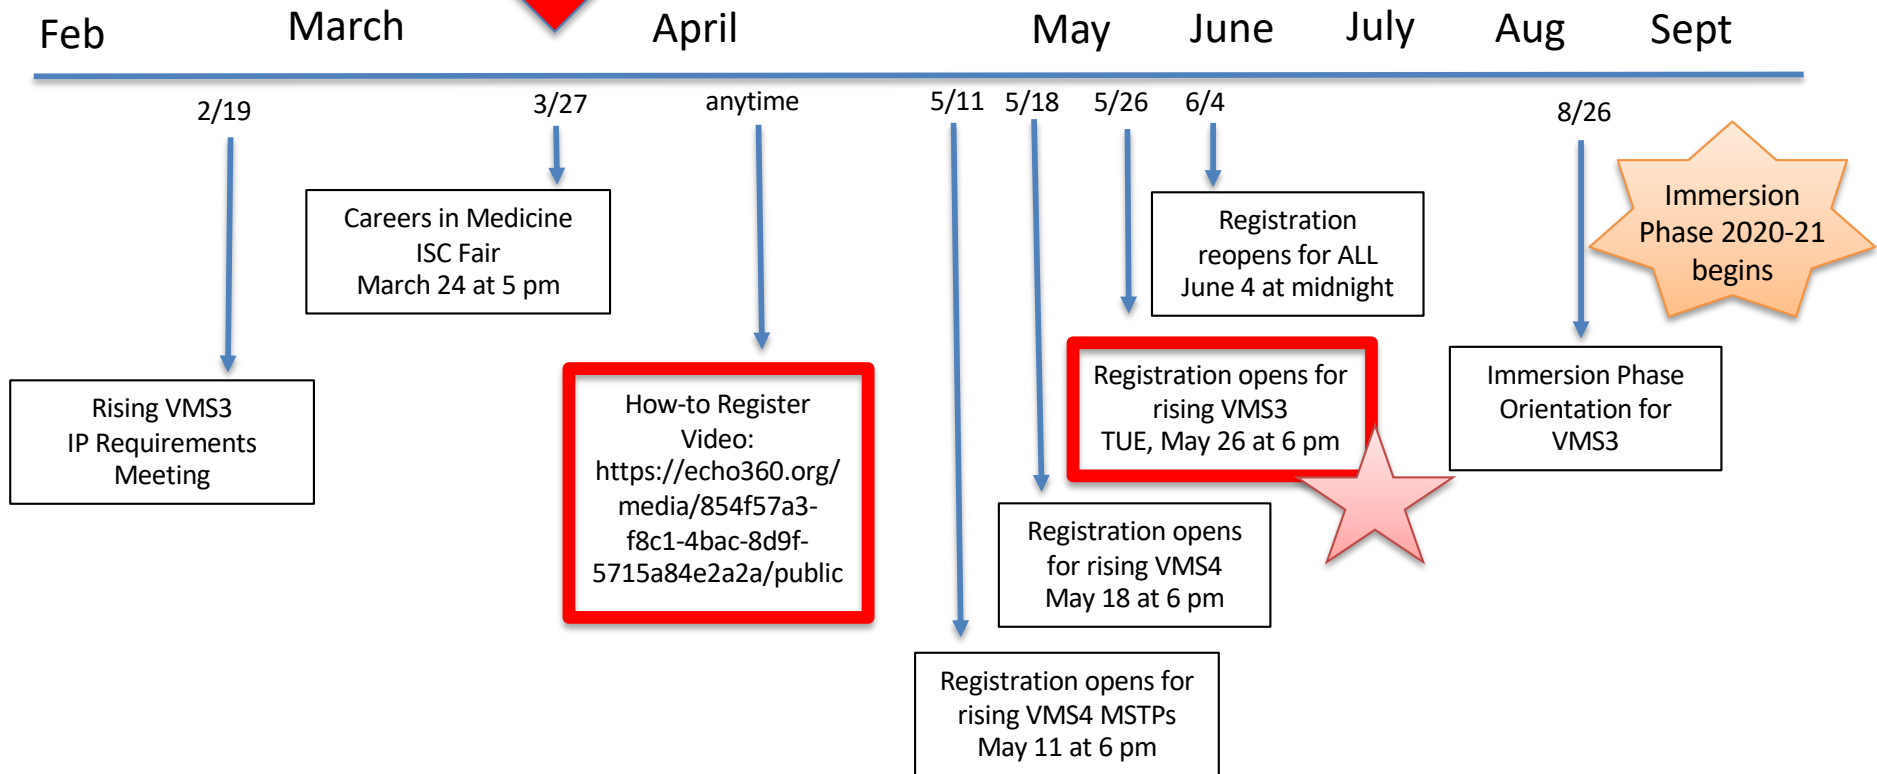 Feb
March
April
May
June
July
Aug
Sept
2/19
3/27
anytime
5/11
5/18
5/26
6/4
8/26
Rising VMS3
IP Requirements
Meeting
Careers in Medicine
ISC Fair
March 24 at 5 pm
How-to Register
Video:
https://echo360.org/
media/854f57a3-
f8c1-4bac-8d9f-
5715a84e2a2a/public
Registration opens for
rising VMS4 MSTPs
May 11 at 6 pm
Registration opens
for rising VMS4
May 18 at 6 pm
Registration opens for
rising VMS3
TUE, May 26 at 6 pm
Registration
reopens for ALL
June 4 at midnight
Immersion Phase
Orientation for
VMS3
Immersion
Phase 2020-21
begins